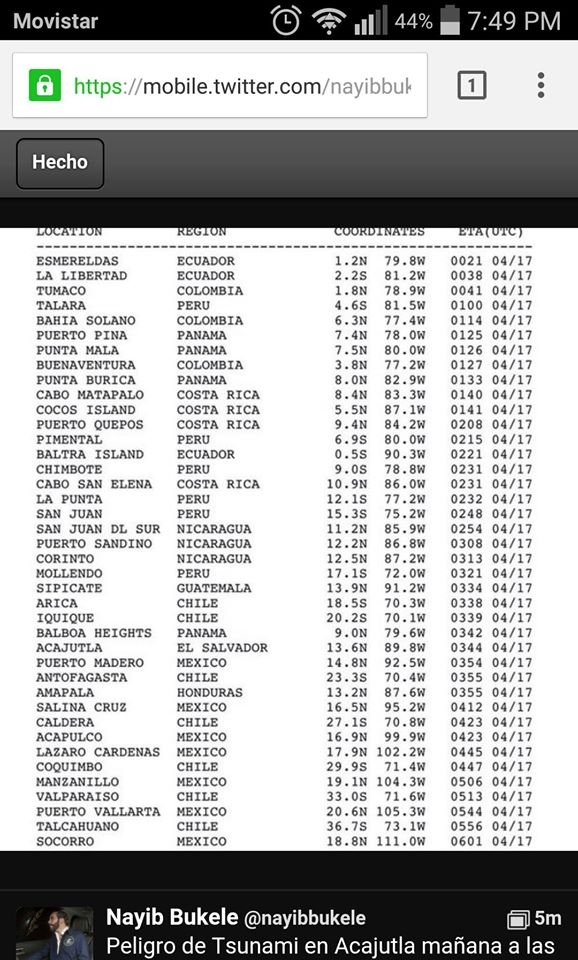 Movistar 44% 7:49 PM
https://mobile.twitter.com/nayibbuk 1
Hecho
LOCATION REGION COORDINATES ETA(UTC)
ESMERELDAS ECUADOR 1.2N 79.8W 0021 04/17
LA LIBERTAD ECUADOR 2.2S 81.2W 0038 04/17
TUMACO COLOMBIA 1.8N 78.9W 0041 04/17
TALARA PERU 4.6S 81.5W 0100 04/17
BAHIA SOLANO COLOMBIA 6.3N 77.4W 0114 04/17
PUERTO PINA PANAMA 7.4N 78.0W 0125 04/17
PUNTA MALA PANAMA 7.5N 80.0W 0126 04/17
BUENAVENTURA COLOMBIA 3.8N 77.2W 0127 04/17
PUNTA BURICA PANAMA 8.0N 82.9W 0133 04/17
CABO MATAPALO COSTA RICA 8.4N 83.3W 0140 04/17
COCOS ISLAND COSTA RICA 5.5N 87.1W 0141 04/17
PUERTO QUEPOS COSTA RICA 9.4N 84.2W 0208 04/17
PIMENTAL PERU 6.9S 80.0W 0215 04/17
BALTRA ISLAND ECUADOR 0.5S 90.3W 0221 04/17
CHIMBOTE PERU 9.0S 78.8W 0231 04/17
CABO SAN ELENA COSTA RICA 10.9N 86.0W 0231 04/17
LA PUNTA PERU 12.1S 77.2W 0232 04/17
SAN JUAN PERU 15.3S 75.2W 0248 04/17
SAN JUAN DL SUR NICARAGUA 11.2N 85.9W 0254 04/17
PUERTO SANDINO NICARAGUA 12.2N 86.8W 0308 04/17
CORINTO NICARAGUA 12.5N 87.2W 0313 04/17
MOLLENDO PERU 17.1S 72.0W 0321 04/17
SIPICATE GUATEMALA 13.9N 91.2W 0334 04/17
ARICA CHILE 18.5S 70.3W 0338 04/17
IQUIQUE CHILE 20.2S 70.1W 0339 04/17
BALBOA HEIGHTS PANAMA 9.0N 79.6W 0342 04/17
ACAJUTLA EL SALVADOR 13.6N 89.8W 0344 04/17
PUERTO MADERO MEXICO 14.8N 92.5W 0354 04/17
ANTOFAGASTA CHILE 23.3S 70.4W 0355 04/17
AMAPALA HONDURAS 13.2N 87.6W 0355 04/17
SALINA CRUZ MEXICO 16.5N 95.2W 0412 04/17
CALDERA CHILE 27.1S 70.8W 0423 04/17
ACAPULCO MEXICO 16.9N 99.9W 0423 04/17
LAZARO CARDENAS MEXICO 17.9N 102.2W 0445 04/17
COQUIMBO CHILE 29.9S 71.4W 0447 04/17
MANZANILLO MEXICO 19.1N 104.3W 0506 04/17
VALPARAISO CHILE 33.0S 71.6W 0513 04/17
PUERTO VALLARTA MEXICO 20.6N 105.3W 0544 04/17
TALCAHUANO CHILE 36.7S 73.1W 0556 04/17
SOCORRO MEXICO 18.8N 111.0W 0601 04/17
Nayib Bukele @nayibbukele 5m
Peligro de Tsunami en Acajutla mañana a las